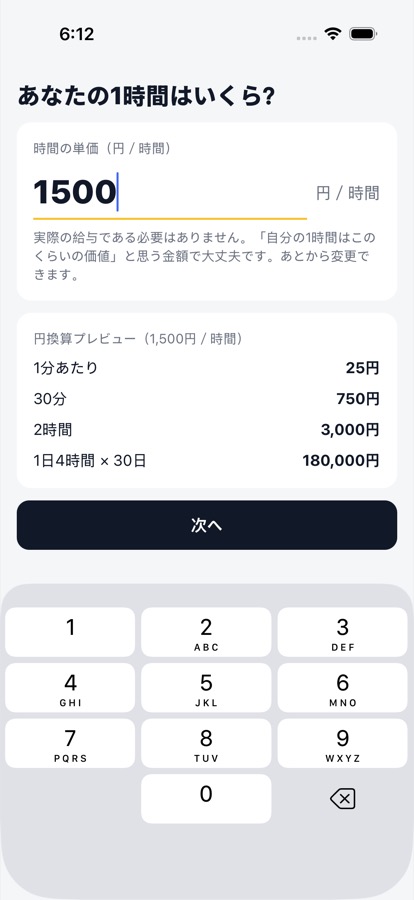 6:12
あなたの1時間はいくら?
時間の単価（円 / 時間）
1500
円 / 時間
実際の給与である必要はありません。「自分の1時間はこの
くらいの価値」と思う金額で大丈夫です。あとから変更で
きます。
円換算プレビュー（1,500円 / 時間）
1分あたり 25円
30分 750円
2時間 3,000円
1日4時間 × 30日 180,000円
次へ
1 2 3
ABC DEF
4 5 6
GHI JKL MNO
7 8 9
PQRS TUV WXYZ
0